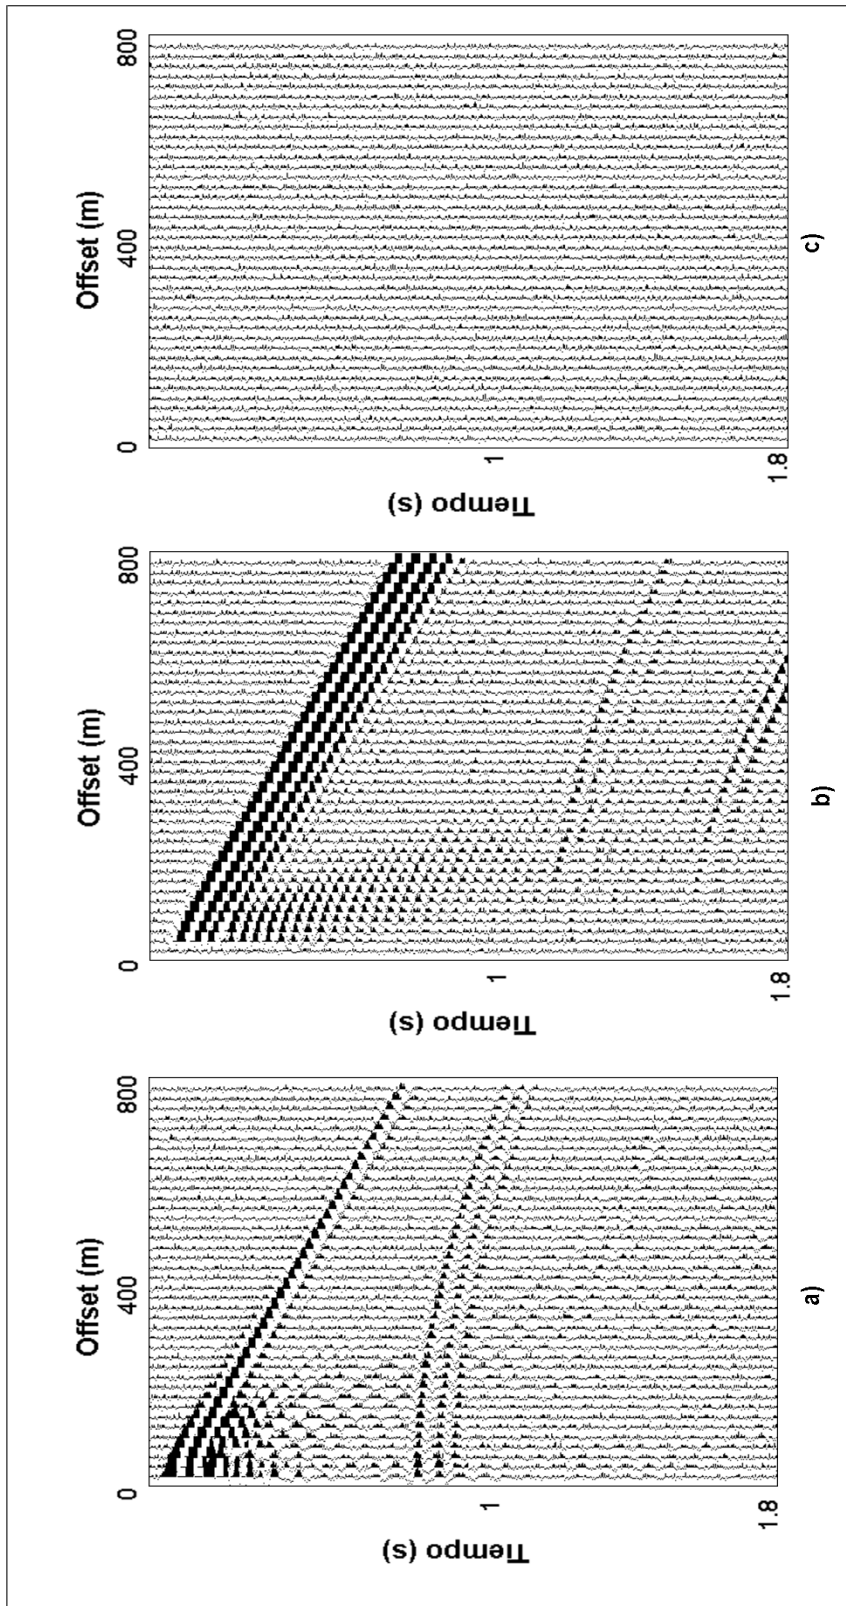 Offset (m)
0 400 800
Tiempo (s)
1
1.8
a)
Offset (m)
0 400 800
Tiempo (s)
1
1.8
b)
Offset (m)
0 400 800
Tiempo (s)
1
1.8
c)